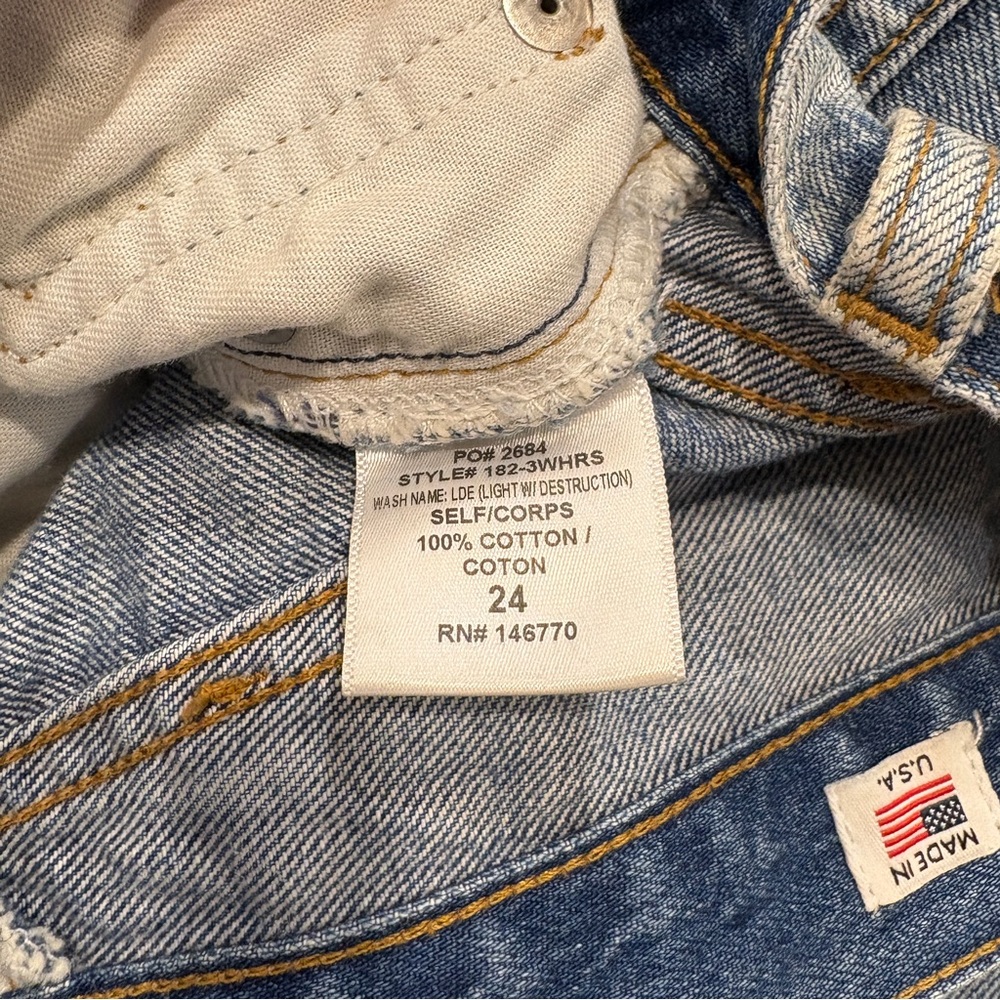 PO# 2684
STYLE# 182-3WHRS
WASH NAME: LDE (LIGHT W/ DESTRUCTION)
SELF/CORPS
100% COTTON /
COTON
24
RN# 146770
MADE IN
U.S.A.